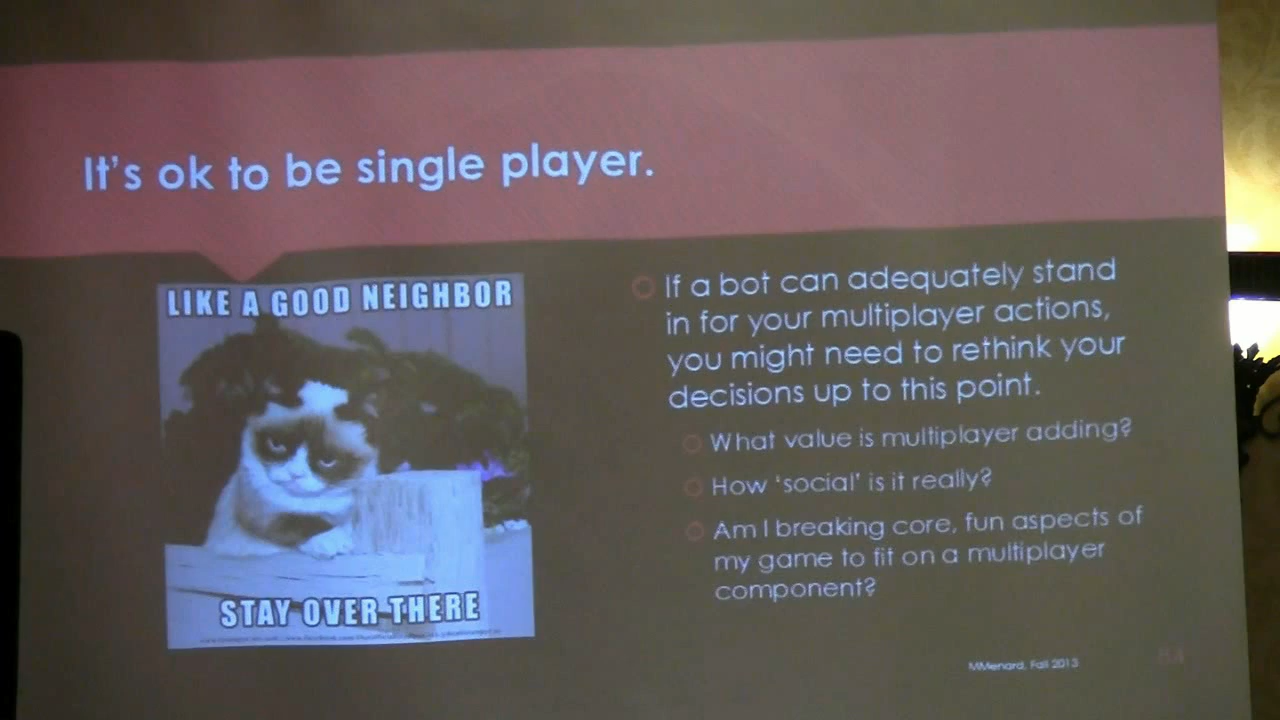 It's ok to be single player.
LIKE A GOOD NEIGHBOR
STAY OVER THERE
If a bot can adequately stand
in for your multiplayer actions,
you might need to rethink your
decisions up to this point.
What value is multiplayer adding?
How 'social' is it really?
Am I breaking core, fun aspects of
my game to fit on a multiplayer
component?
MMenard, Fall 2013